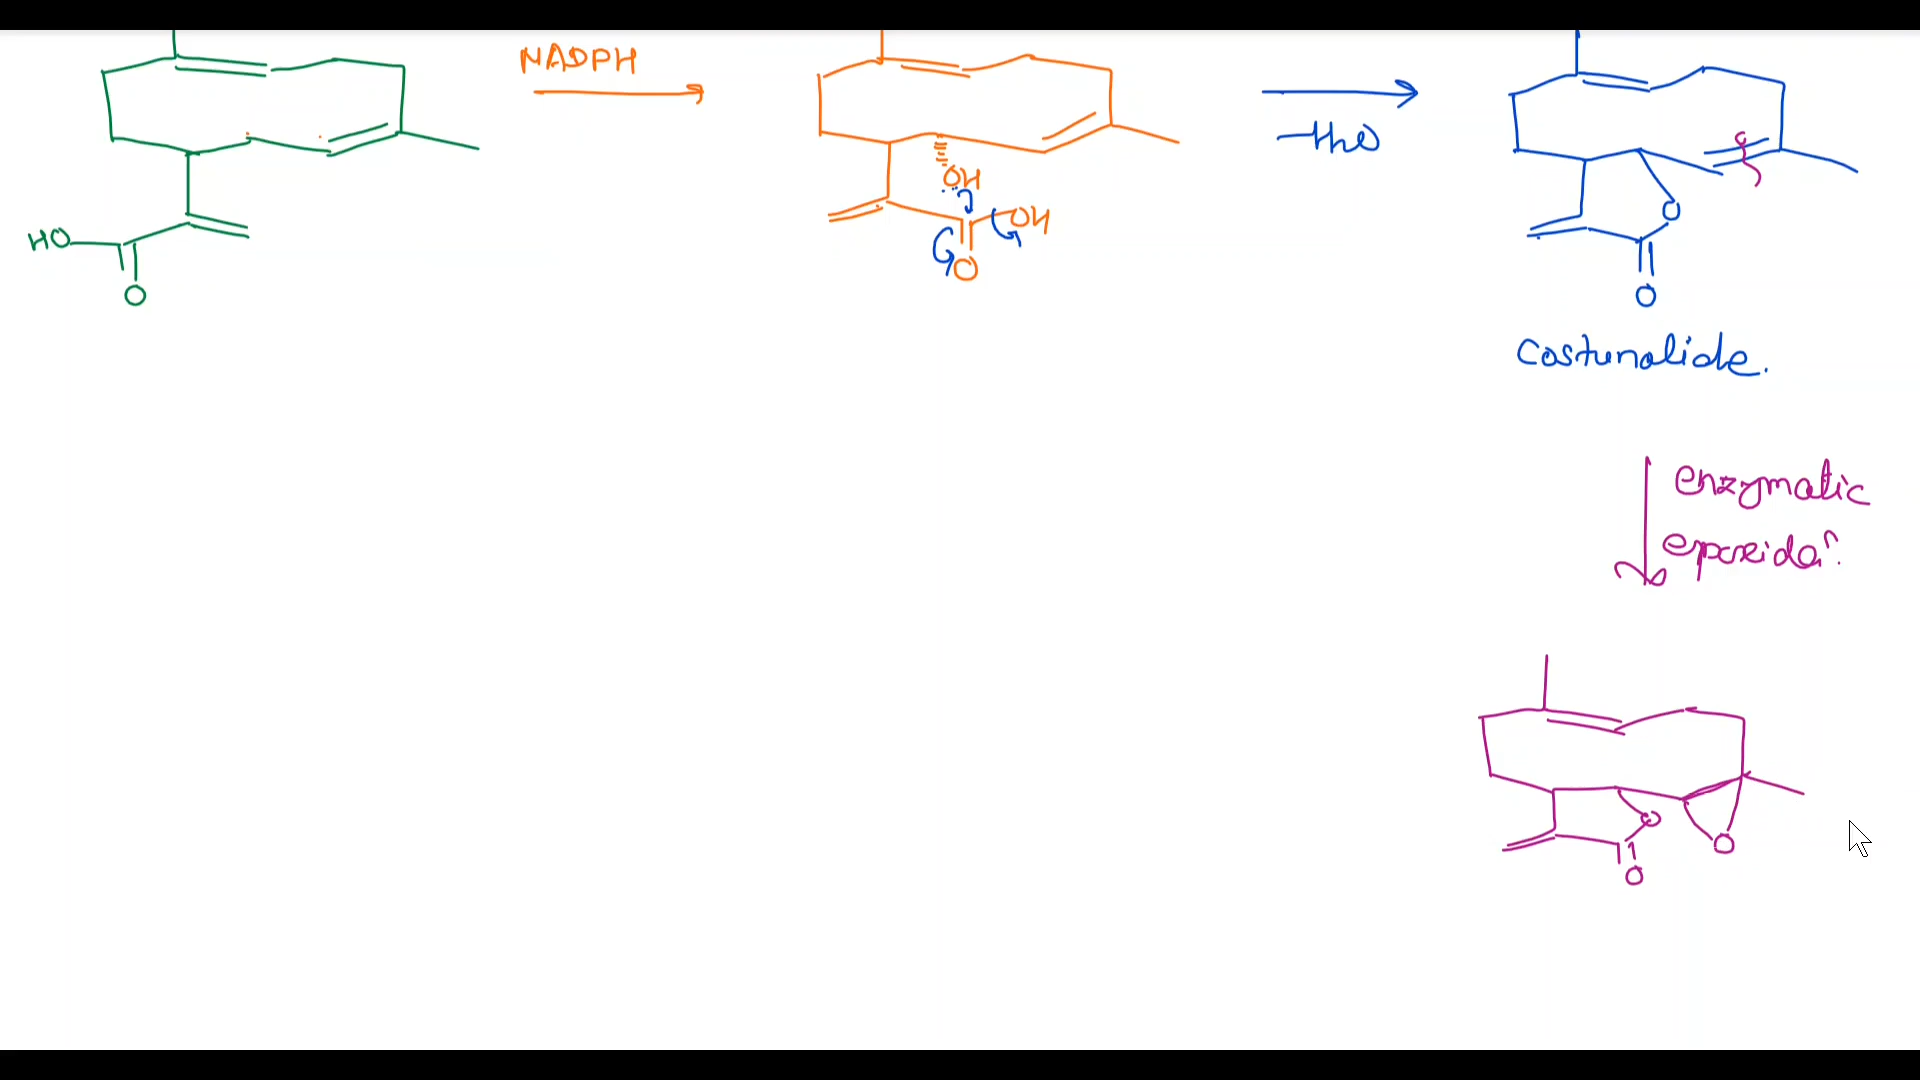 NADPH
-H2O
OH
HO
OH
O
O
O
O
costunolide.
enzymatic
epoxidaⁿ.
O
O
O